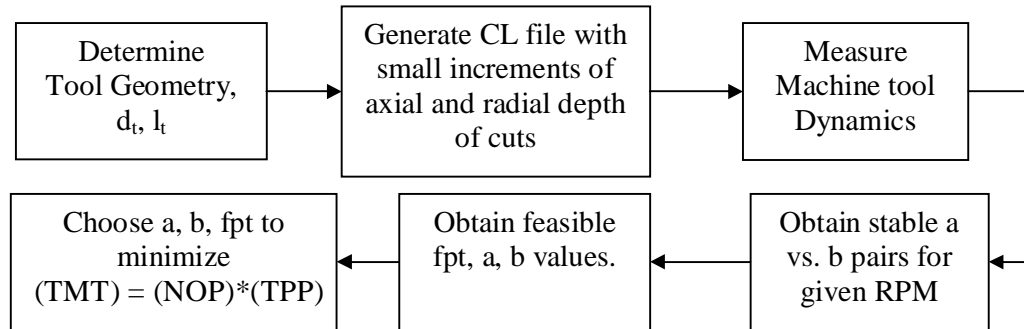 Determine
Tool Geometry,
dₜ, lₜ
Generate CL file with
small increments of
axial and radial depth
of cuts
Measure
Machine tool
Dynamics
Obtain stable a
vs. b pairs for
given RPM
Obtain feasible
fpt, a, b values.
Choose a, b, fpt to
minimize
(TMT) = (NOP)*(TPP)